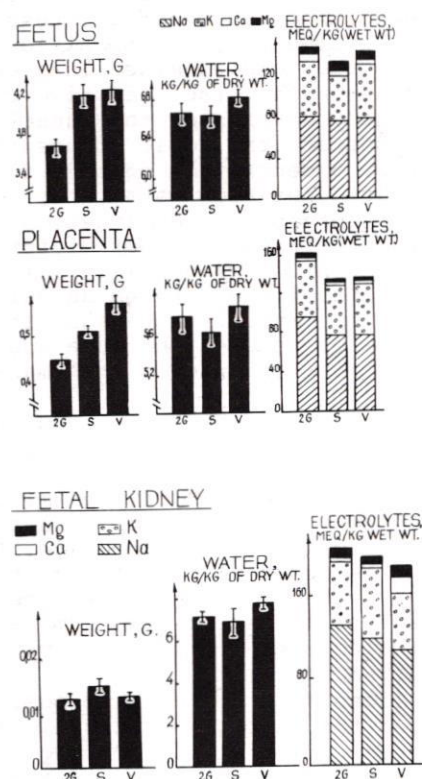 Na K Ca Mg
FETUS
WEIGHT, G
WATER,
KG/KG OF DRY WT.
ELECTROLYTES,
MEQ/KG(WET WT)
4,2
3,8
3,4
6,6
6,0
120
80
40
0
2G S V
2G S V
2G S V
PLACENTA
WEIGHT, G
WATER,
KG/KG OF DRY WT.
ELECTROLYTES,
MEQ/KG(WET WT)
0,5
0,4
5,6
5,2
160
120
80
40
0
2G S V
2G S V
2G S V
FETAL KIDNEY
Mg K
Ca Na
WEIGHT, G.
WATER,
KG/KG OF DRY WT.
ELECTROLYTES,
MEQ/KG WET WT.
0,02
0,01
0
6
4
2
0
160
80
0
2G S V
2G S V
2G S V